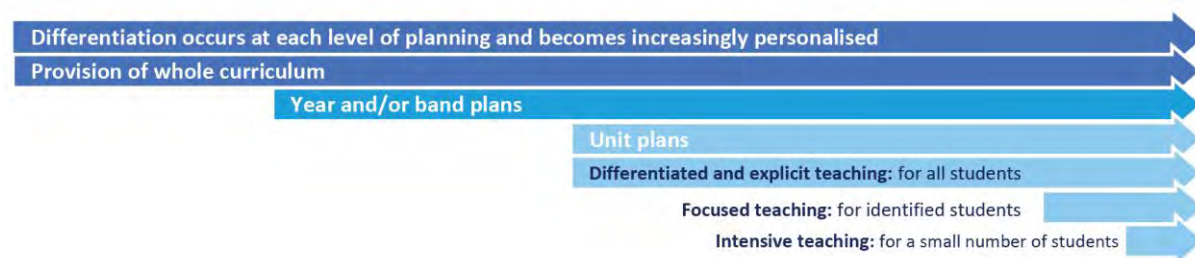 Differentiation occurs at each level of planning and becomes increasingly personalised
Provision of whole curriculum
Year and/or band plans
Unit plans
Differentiated and explicit teaching: for all students
Focused teaching: for identified students
Intensive teaching: for a small number of students